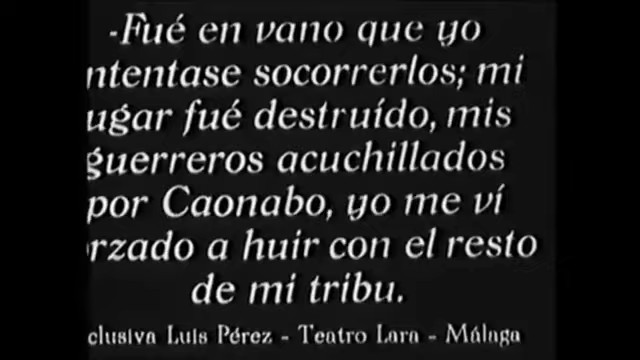 -Fué en vano que yo
ntentase socorrerlos; mi
ugar fué destruído, mis
guerreros acuchillados
por Caonabo, yo me ví
rzado a huir con el resto
de mi tribu.
clusiva Luis Pérez - Teatro Lara - Málaga